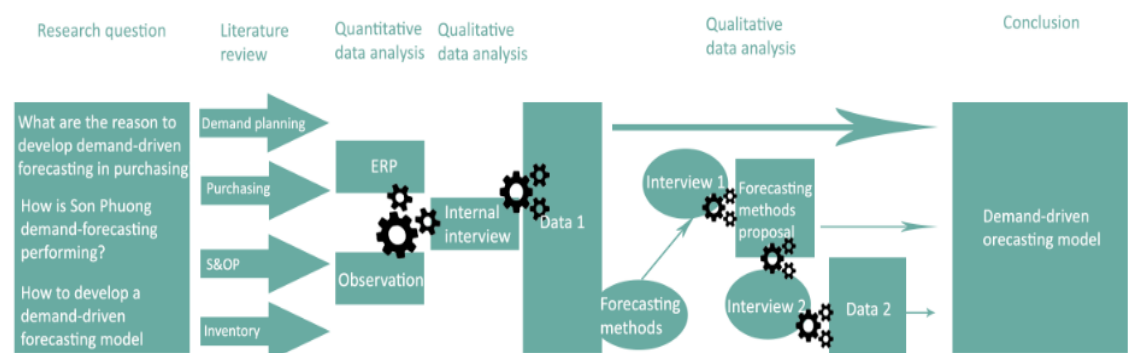 Research question
Literature
review
Quantitative
data analysis
Qualitative
data analysis
Qualitative
data analysis
Conclusion
What are the reason to
develop demand-driven
forecasting in purchasing
How is Son Phuong
demand-forecasting
performing?
How to develop a
demand-driven
forecasting model
Demand planning
Purchasing
S&OP
Inventory
ERP
Observation
Internal
interview
Data 1
Forecasting
methods
Interview 1
Forecasting
methods
proposal
Interview 2
Data 2
Demand-driven
orecasting model